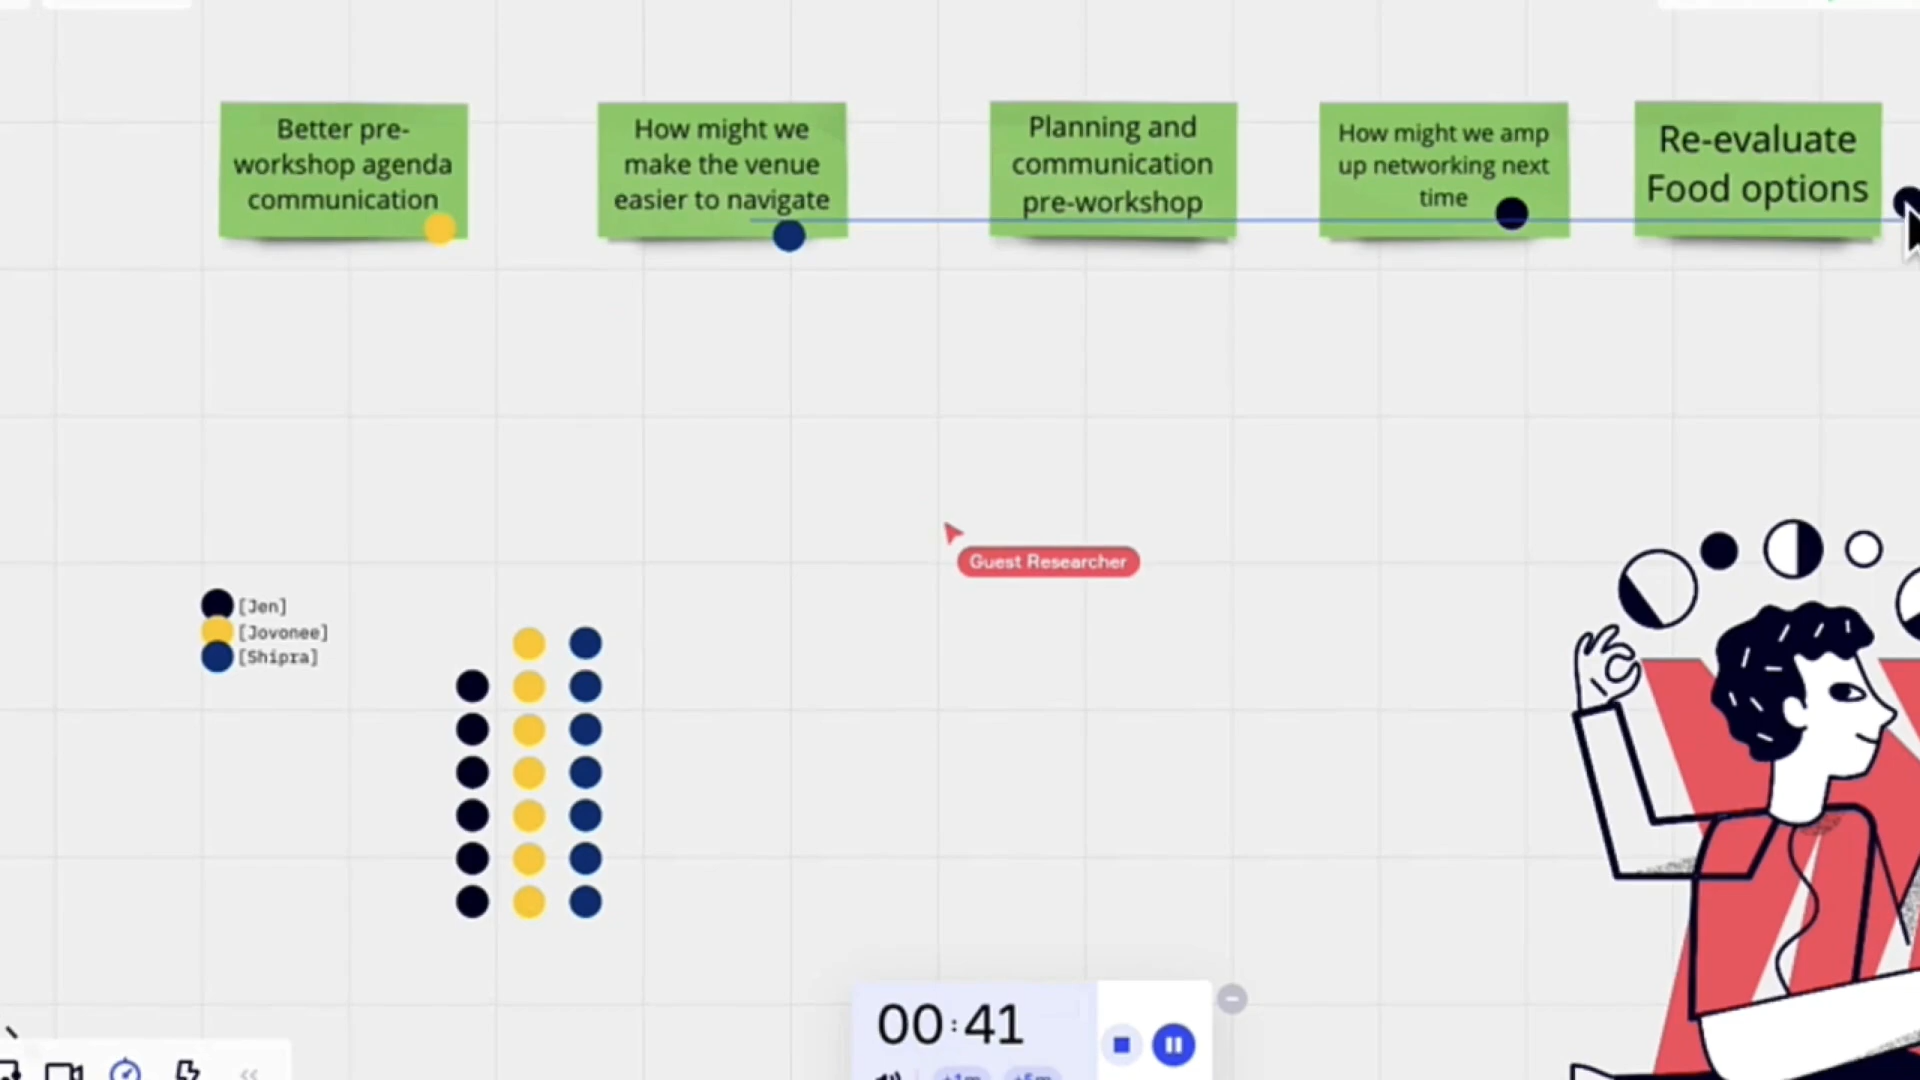 Better pre-
workshop agenda
communication
How might we
make the venue
easier to navigate
Planning and
communication
pre-workshop
How might we amp
up networking next
time
Re-evaluate
Food options
Guest Researcher
[Jen]
[Jovonee]
[Shipra]
00:41
+1m +5m